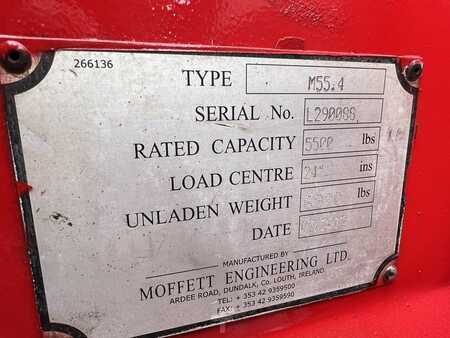 266136
TYPE M55.4
SERIAL No. L290088
RATED CAPACITY 5500 lbs
LOAD CENTRE 24" ins
UNLADEN WEIGHT lbs
DATE
MANUFACTURED BY
MOFFETT ENGINEERING LTD.
ARDEE ROAD, DUNDALK, Co. LOUTH, IRELAND.
TEL: + 353 42 9359500
FAX: + 353 42 9359590